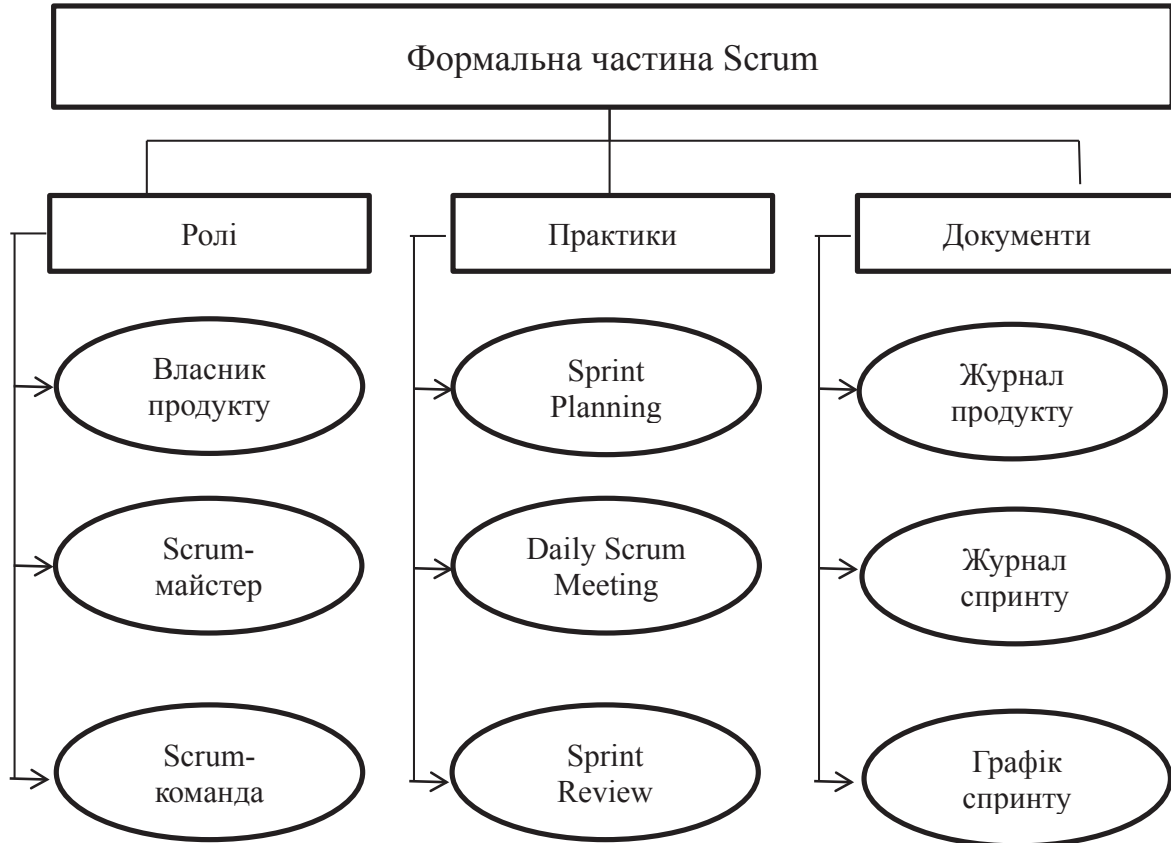 Формальна частина Scrum
Ролі
Практики
Документи
Власник
продукту
Sprint
Planning
Журнал
продукту
Scrum-
майстер
Daily Scrum
Meeting
Журнал
спринту
Scrum-
команда
Sprint
Review
Графік
спринту